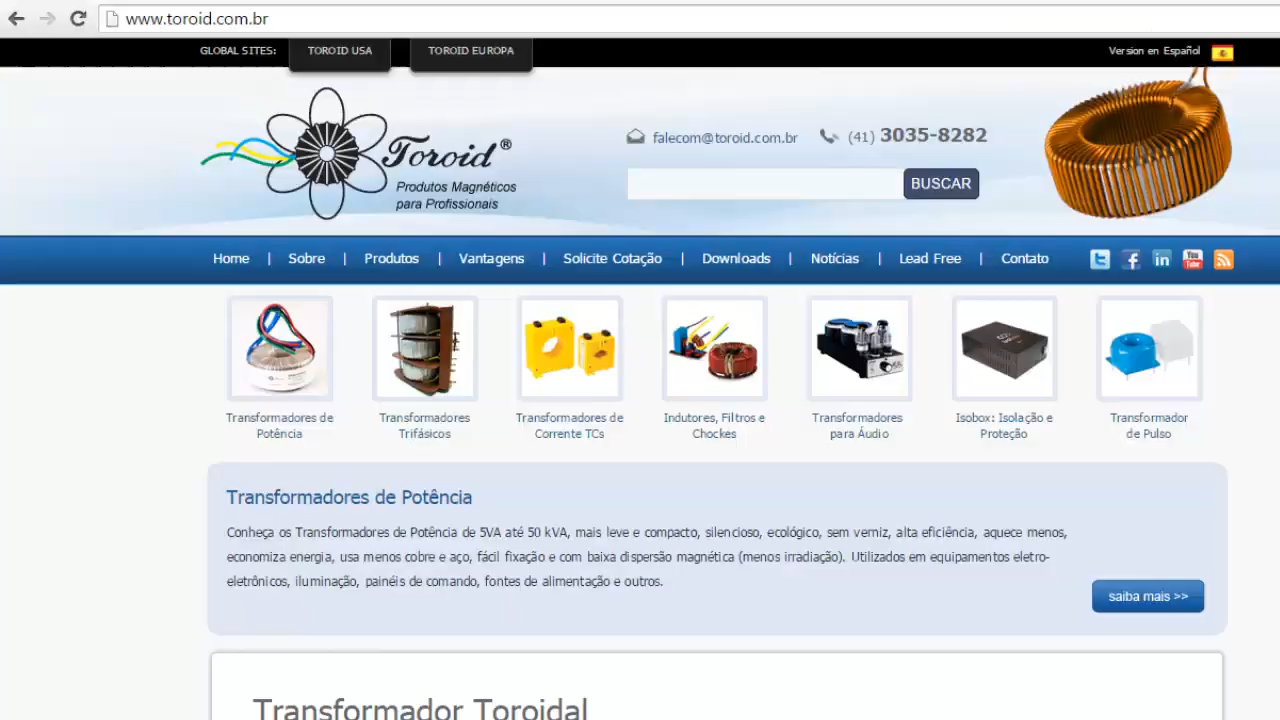 www.toroid.com.br
GLOBAL SITES: TOROID USA TOROID EUROPA Version en Español
Toroid®
Produtos Magnéticos
para Profissionais
falecom@toroid.com.br (41) 3035-8282
BUSCAR
Home | Sobre | Produtos | Vantagens | Solicite Cotação | Downloads | Notícias | Lead Free | Contato
Transformadores de
Potência
Transformadores
Trifásicos
Transformadores de
Corrente TCs
Indutores, Filtros e
Chockes
Transformadores
para Áudio
Isobox: Isolação e
Proteção
Transformador
de Pulso
Transformadores de Potência
Conheça os Transformadores de Potência de 5VA até 50 kVA, mais leve e compacto, silencioso, ecológico, sem verniz, alta eficiência, aquece menos,
economiza energia, usa menos cobre e aço, fácil fixação e com baixa dispersão magnética (menos irradiação). Utilizados em equipamentos eletro-
eletrônicos, iluminação, painéis de comando, fontes de alimentação e outros.
saiba mais >>
Transformador Toroidal